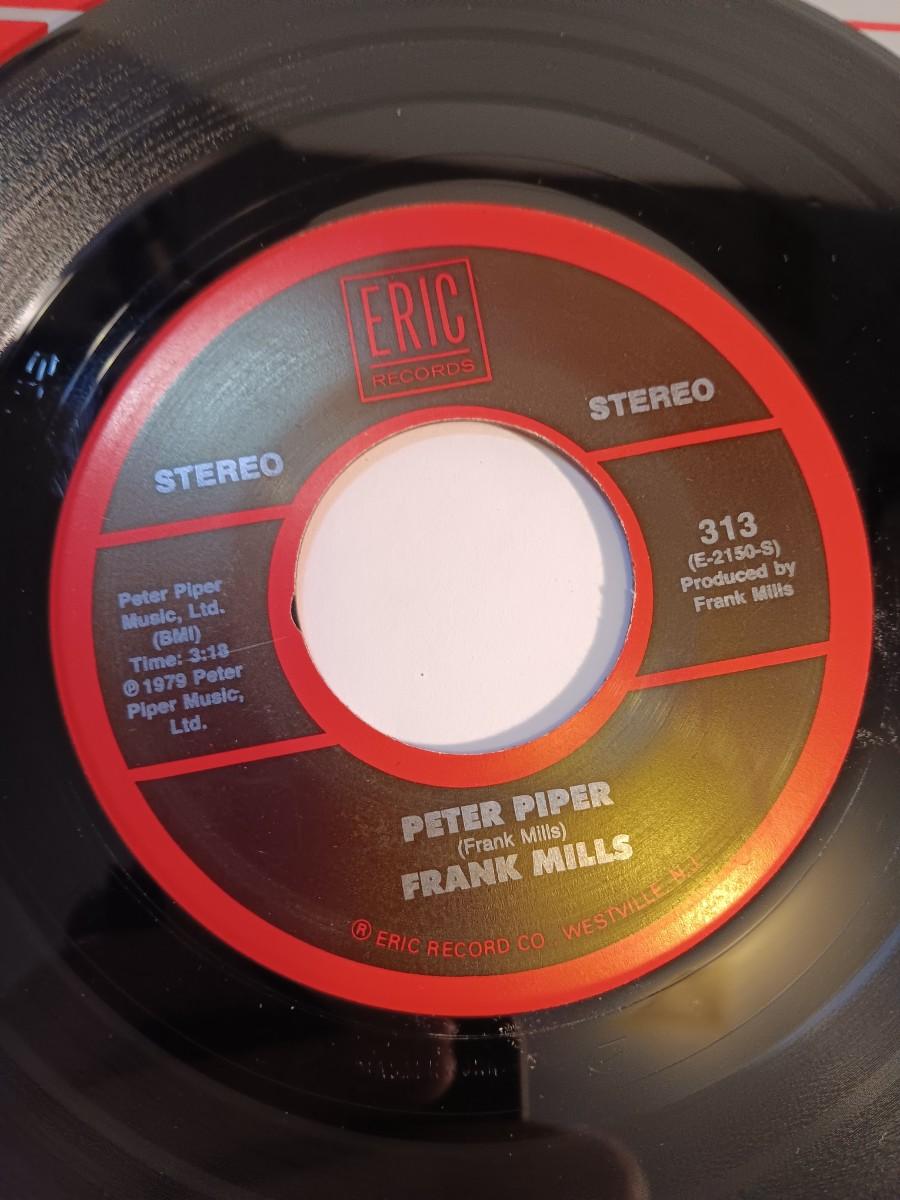 ERIC
RECORDS
STEREO
STEREO
Peter Piper
Music, Ltd.
(BMI)
Time: 3:18
Ⓟ 1979 Peter
Piper Music,
Ltd.
313
(E-2150-S)
Produced by
Frank Mills
PETER PIPER
(Frank Mills)
FRANK MILLS
® ERIC RECORD CO WESTVILLE, N.J.